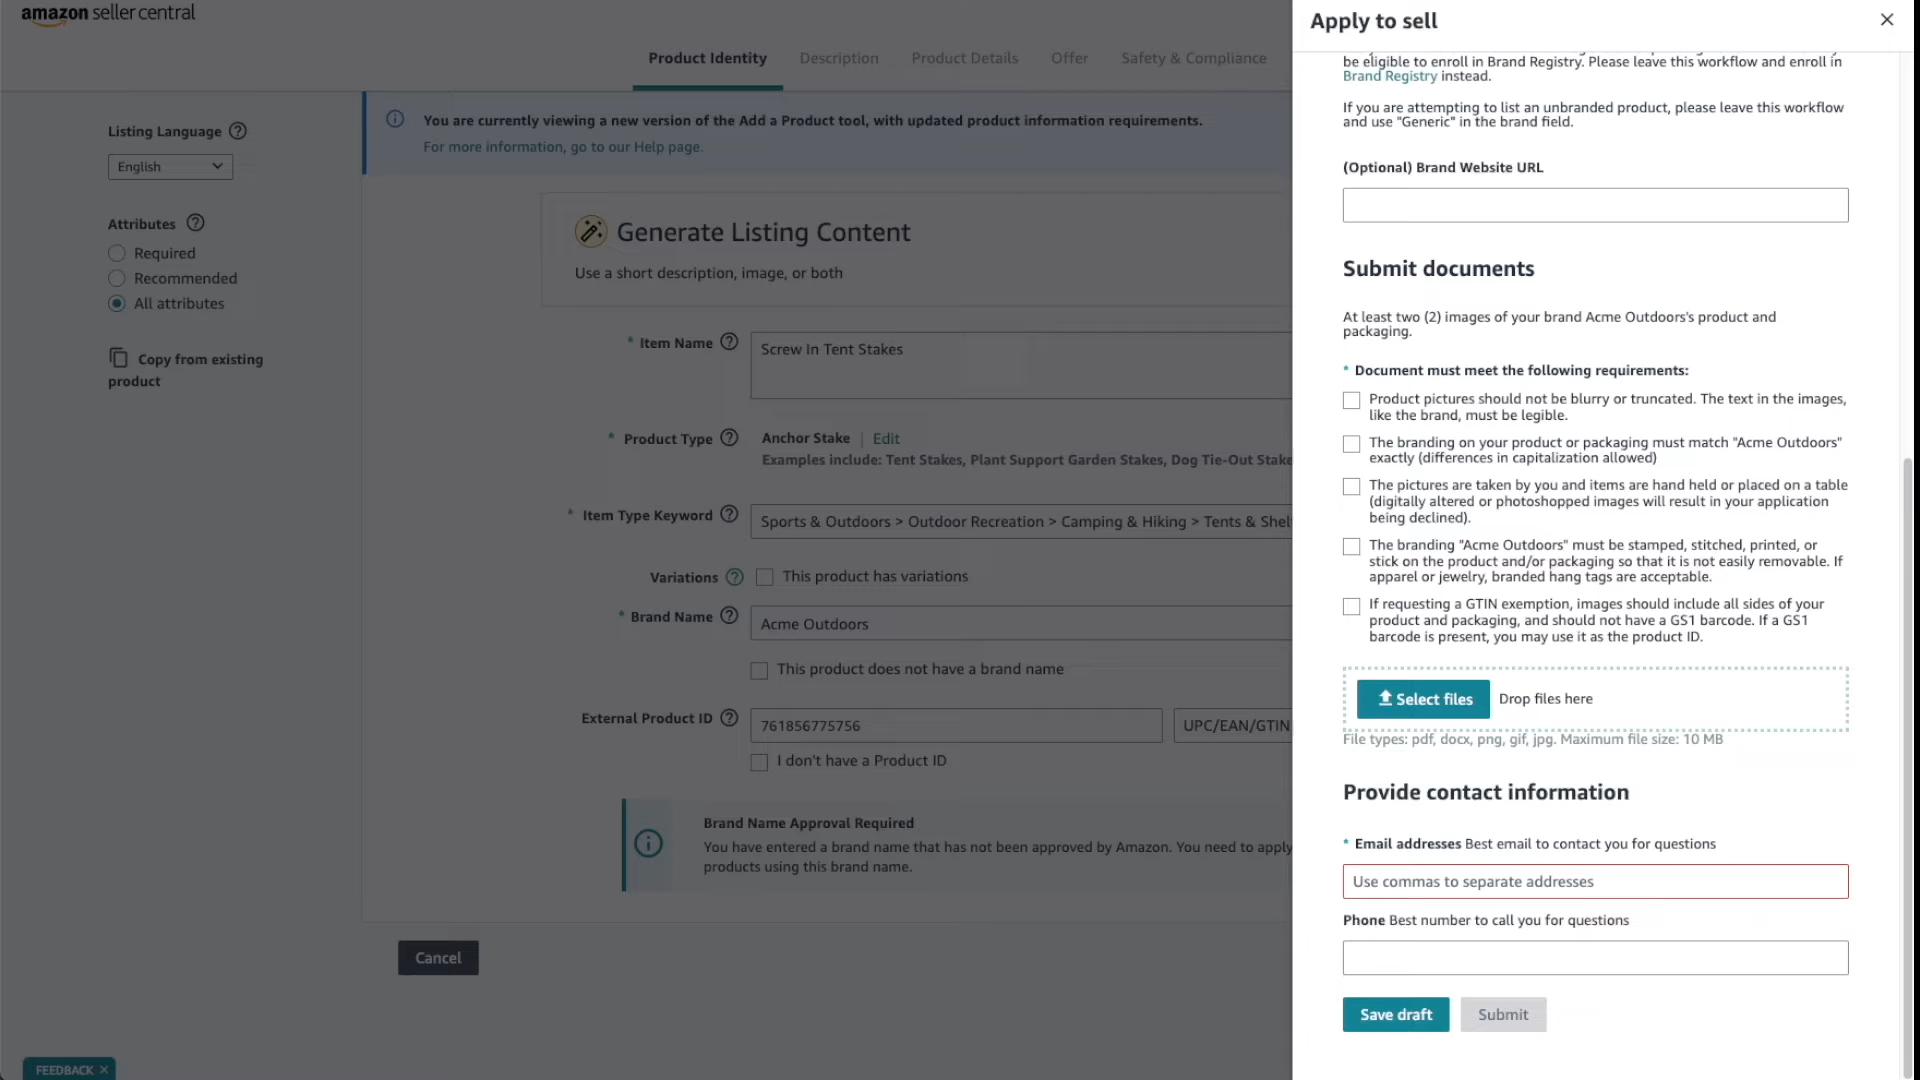 amazon seller central
Product Identity
Description
Product Details
Offer
Safety & Compliance
Listing Language
English
Attributes
Required
Recommended
All attributes
Copy from existing
product
You are currently viewing a new version of the Add a Product tool, with updated product information requirements.
For more information, go to our Help page.
Generate Listing Content
Use a short description, image, or both
* Item Name
Screw In Tent Stakes
* Product Type
Anchor Stake | Edit
Examples include: Tent Stakes, Plant Support Garden Stakes, Dog Tie-Out Stake
* Item Type Keyword
Sports & Outdoors > Outdoor Recreation > Camping & Hiking > Tents & Shel
Variations
This product has variations
* Brand Name
Acme Outdoors
This product does not have a brand name
External Product ID
761856775756
UPC/EAN/GTIN
I don't have a Product ID
Brand Name Approval Required
You have entered a brand name that has not been approved by Amazon. You need to apply
products using this brand name.
Cancel
FEEDBACK ×
Apply to sell
be eligible to enroll in Brand Registry. Please leave this workflow and enroll in
Brand Registry instead.
If you are attempting to list an unbranded product, please leave this workflow
and use "Generic" in the brand field.
(Optional) Brand Website URL
Submit documents
At least two (2) images of your brand Acme Outdoors's product and
packaging.
* Document must meet the following requirements:
Product pictures should not be blurry or truncated. The text in the images,
like the brand, must be legible.
The branding on your product or packaging must match "Acme Outdoors"
exactly (differences in capitalization allowed)
The pictures are taken by you and items are hand held or placed on a table
(digitally altered or photoshopped images will result in your application
being declined).
The branding "Acme Outdoors" must be stamped, stitched, printed, or
stick on the product and/or packaging so that it is not easily removable. If
apparel or jewelry, branded hang tags are acceptable.
If requesting a GTIN exemption, images should include all sides of your
product and packaging, and should not have a GS1 barcode. If a GS1
barcode is present, you may use it as the product ID.
Select files
Drop files here
File types: pdf, docx, png, gif, jpg. Maximum file size: 10 MB
Provide contact information
* Email addresses Best email to contact you for questions
Use commas to separate addresses
Phone Best number to call you for questions
Save draft
Submit